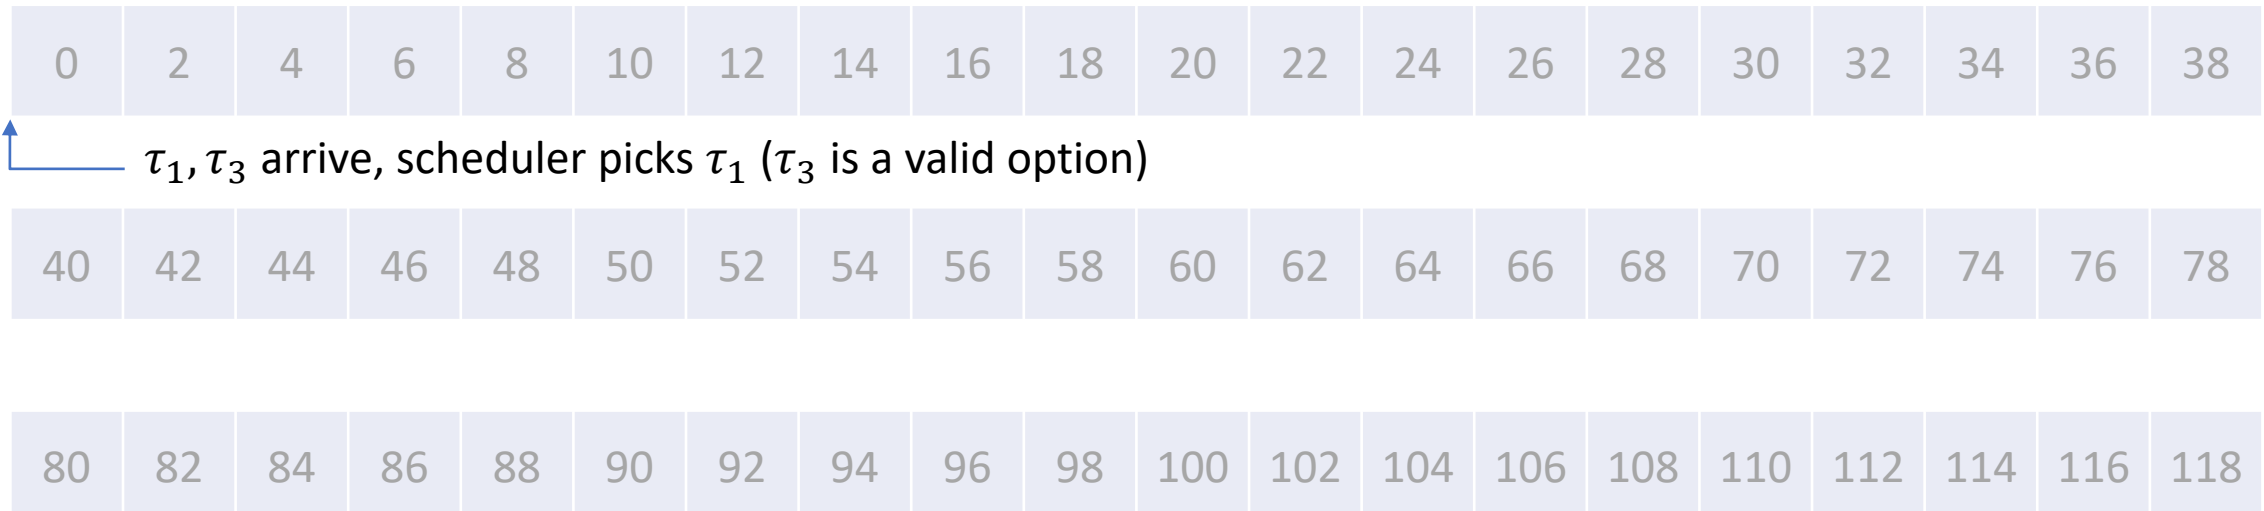 0 2 4 6 8 10 12 14 16 18 20 22 24 26 28 30 32 34 36 38
τ₁, τ₃ arrive, scheduler picks τ₁ (τ₃ is a valid option)
40 42 44 46 48 50 52 54 56 58 60 62 64 66 68 70 72 74 76 78
80 82 84 86 88 90 92 94 96 98 100 102 104 106 108 110 112 114 116 118